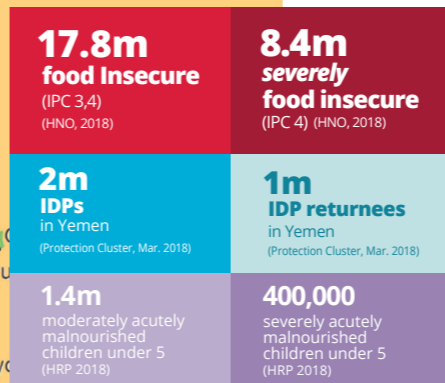 17.8m
food Insecure
(IPC 3,4)
(HNO, 2018)
8.4m
severely
food insecure
(IPC 4) (HNO, 2018)
2m
IDPs
in Yemen
(Protection Cluster, Mar. 2018)
1m
IDP returnees
in Yemen
(Protection Cluster, Mar. 2018)
1.4m
moderately acutely
malnourished
children under 5
(HRP 2018)
400,000
severely acutely
malnourished
children under 5
(HRP 2018)